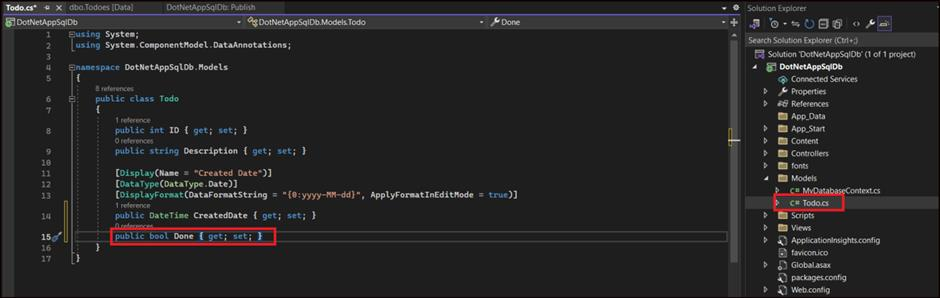 Todo.cs*
dbo.Todoes [Data]
DotNetAppSqlDb: Publish
DotNetAppSqlDb
DotNetAppSqlDb.Models.Todo
Done
1 using System;
2 using System.ComponentModel.DataAnnotations;
3
4 namespace DotNetAppSqlDb.Models
5 {
8 references
6 public class Todo
7 {
1 reference
8 public int ID { get; set; }
0 references
9 public string Description { get; set; }
10
11 [Display(Name = "Created Date")]
12 [DataType(DataType.Date)]
13 [DisplayFormat(DataFormatString = "{0:yyyy-MM-dd}", ApplyFormatInEditMode = true)]
1 reference
14 public DateTime CreatedDate { get; set; }
0 references
15 public bool Done { get; set; }
16 }
17 }
Solution Explorer
Search Solution Explorer (Ctrl+;)
Solution 'DotNetAppSqlDb' (1 of 1 project)
DotNetAppSqlDb
Connected Services
Properties
References
App_Data
App_Start
Content
Controllers
fonts
Models
C# MyDatabaseContext.cs
C# Todo.cs
Scripts
Views
ApplicationInsights.config
favicon.ico
Global.asax
packages.config
Web.config